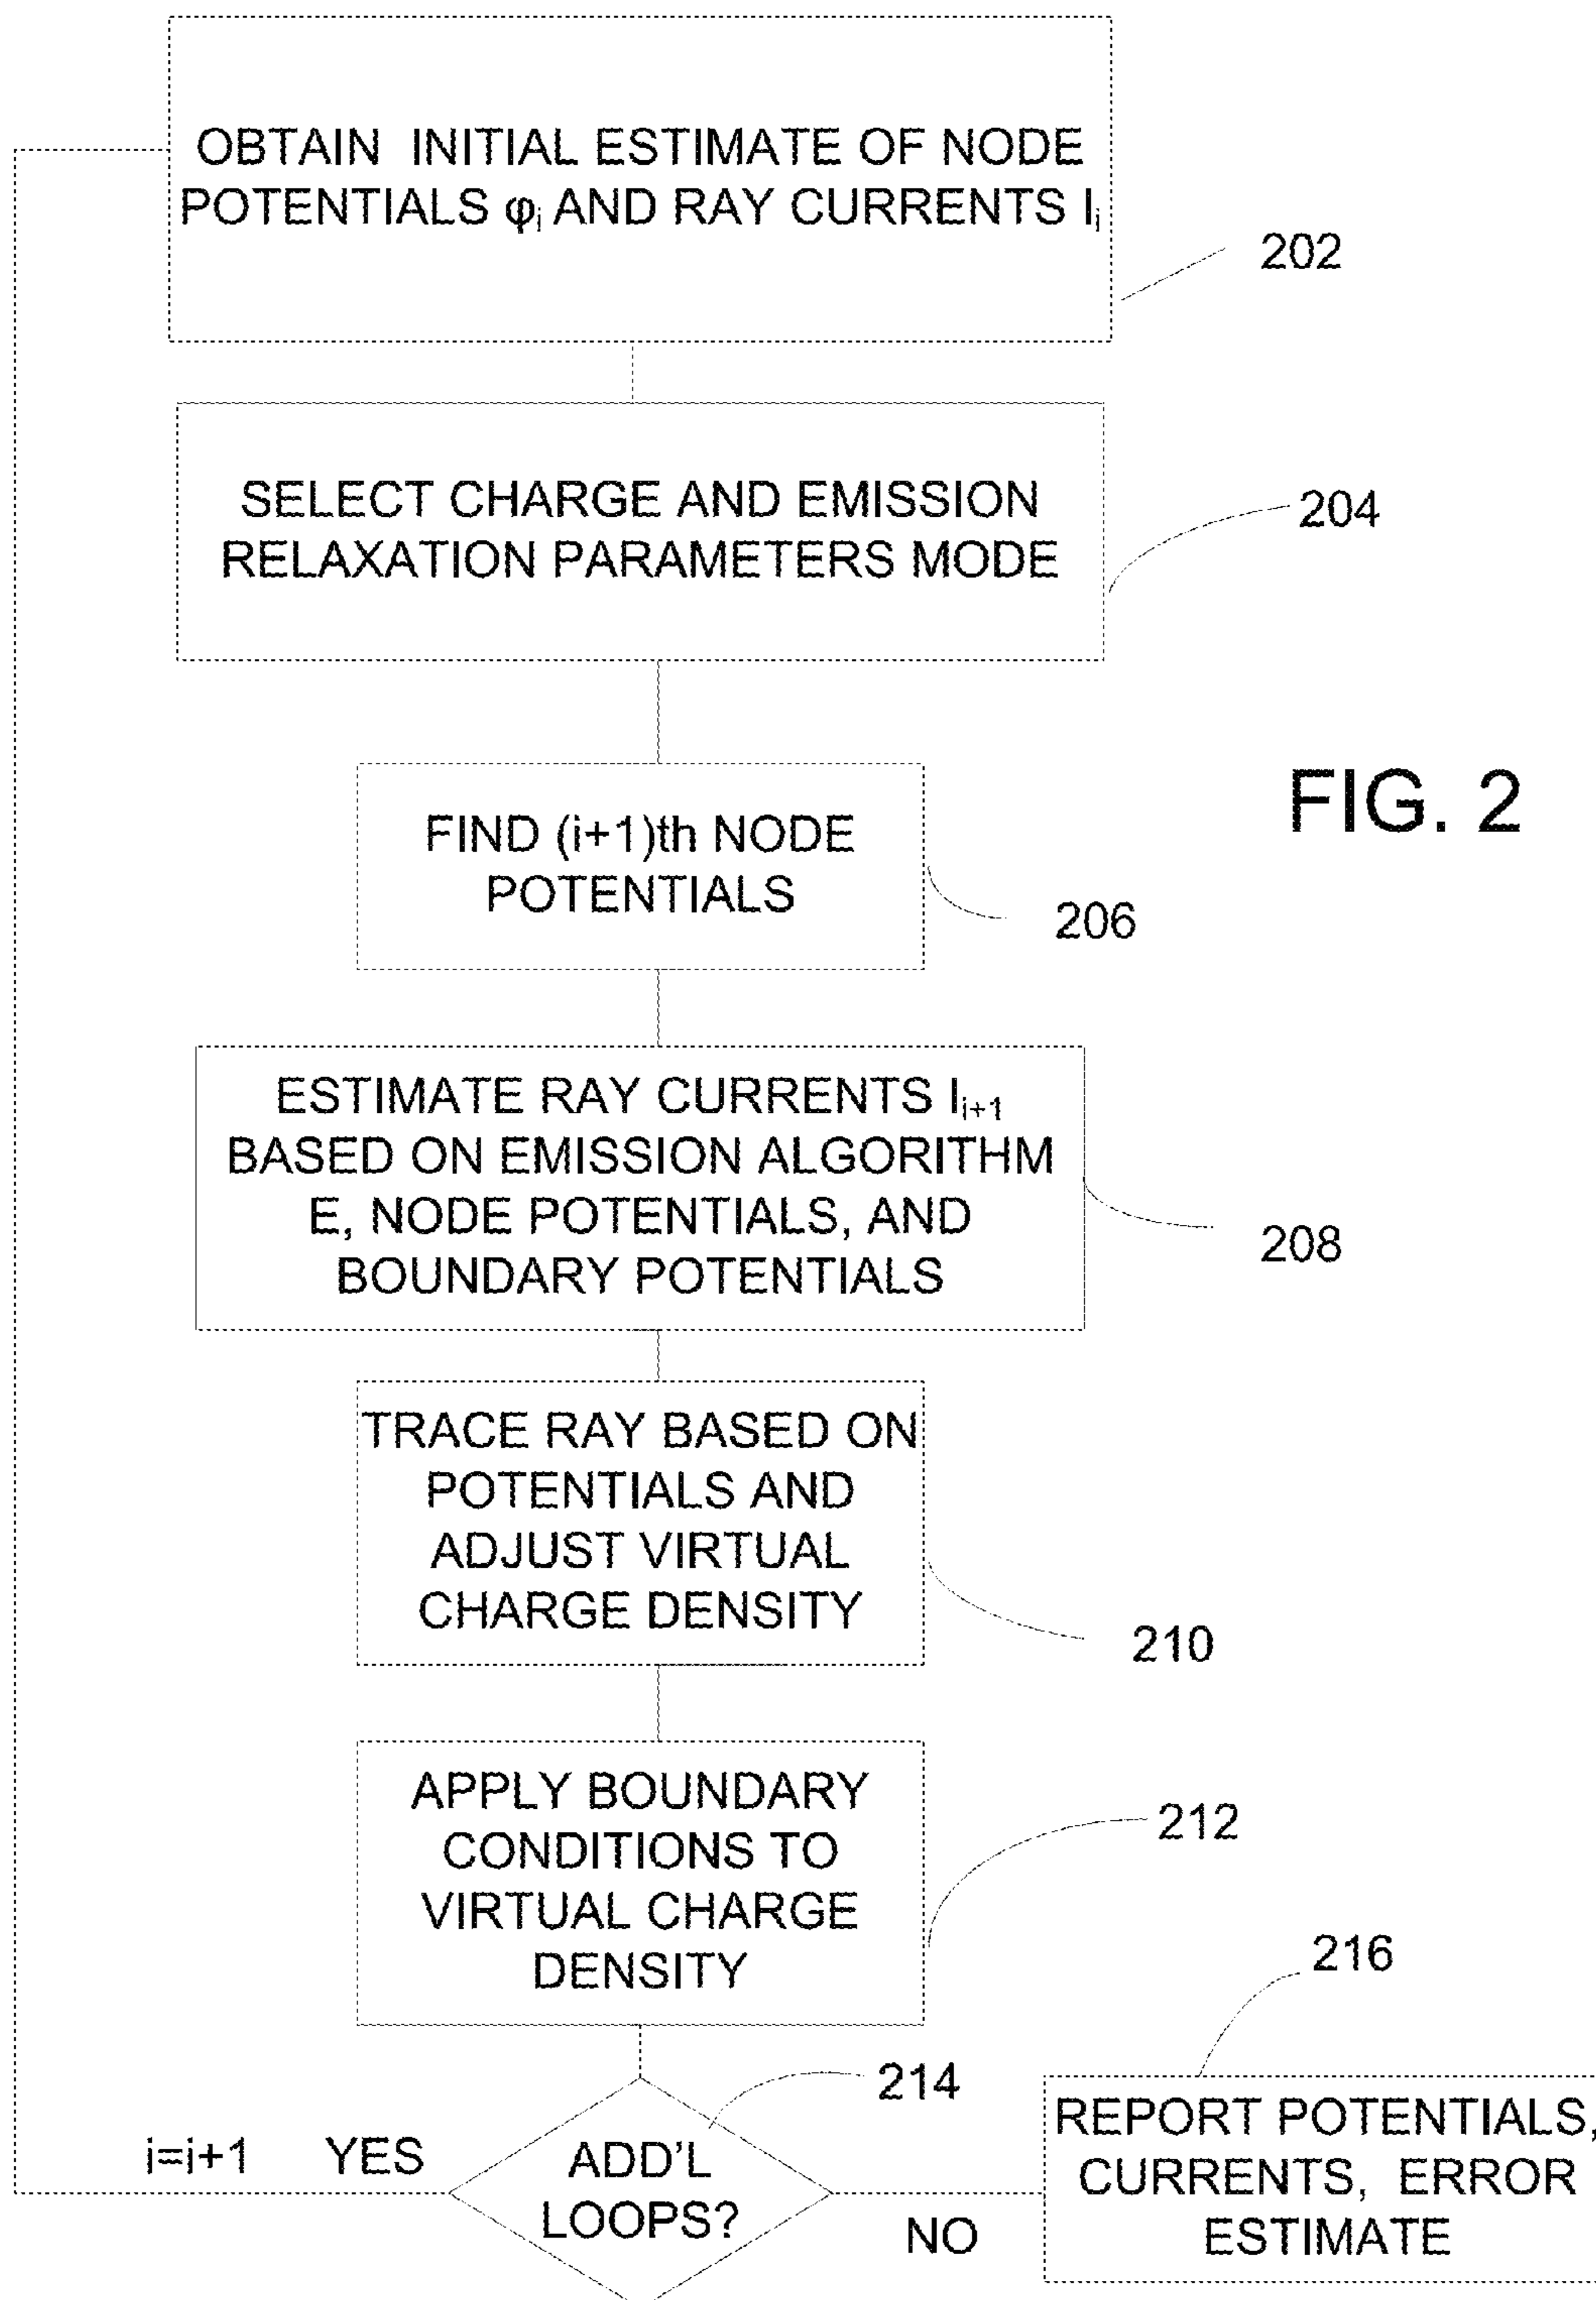 OBTAIN INITIAL ESTIMATE OF NODE
POTENTIALS φᵢ AND RAY CURRENTS Iᵢ
202
SELECT CHARGE AND EMISSION
RELAXATION PARAMETERS MODE
204
FIND (i+1)th NODE
POTENTIALS
206
FIG. 2
ESTIMATE RAY CURRENTS Iᵢ₊₁
BASED ON EMISSION ALGORITHM
E, NODE POTENTIALS, AND
BOUNDARY POTENTIALS
208
TRACE RAY BASED ON
POTENTIALS AND
ADJUST VIRTUAL
CHARGE DENSITY
210
APPLY BOUNDARY
CONDITIONS TO
VIRTUAL CHARGE
DENSITY
212
216
214
ADD'L
LOOPS?
i=i+1 YES
NO
REPORT POTENTIALS,
CURRENTS, ERROR
ESTIMATE